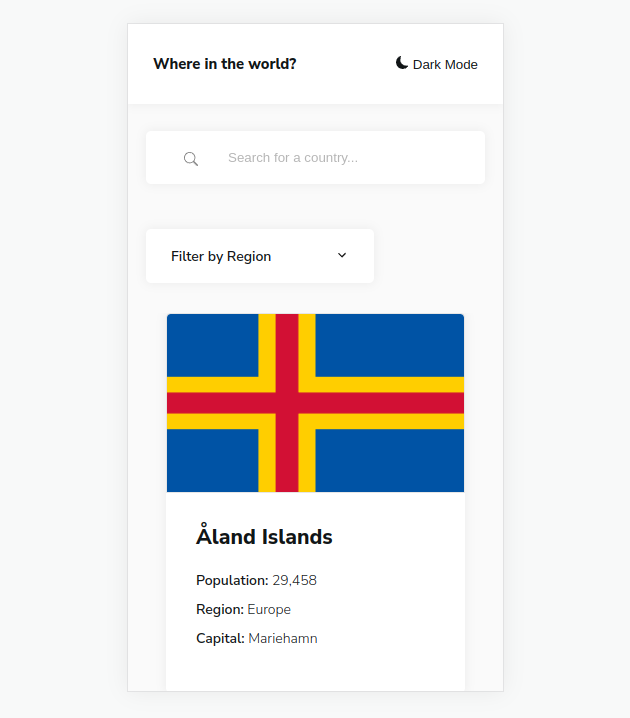 Where in the world?
Dark Mode
Search for a country...
Filter by Region
Åland Islands
Population: 29,458
Region: Europe
Capital: Mariehamn